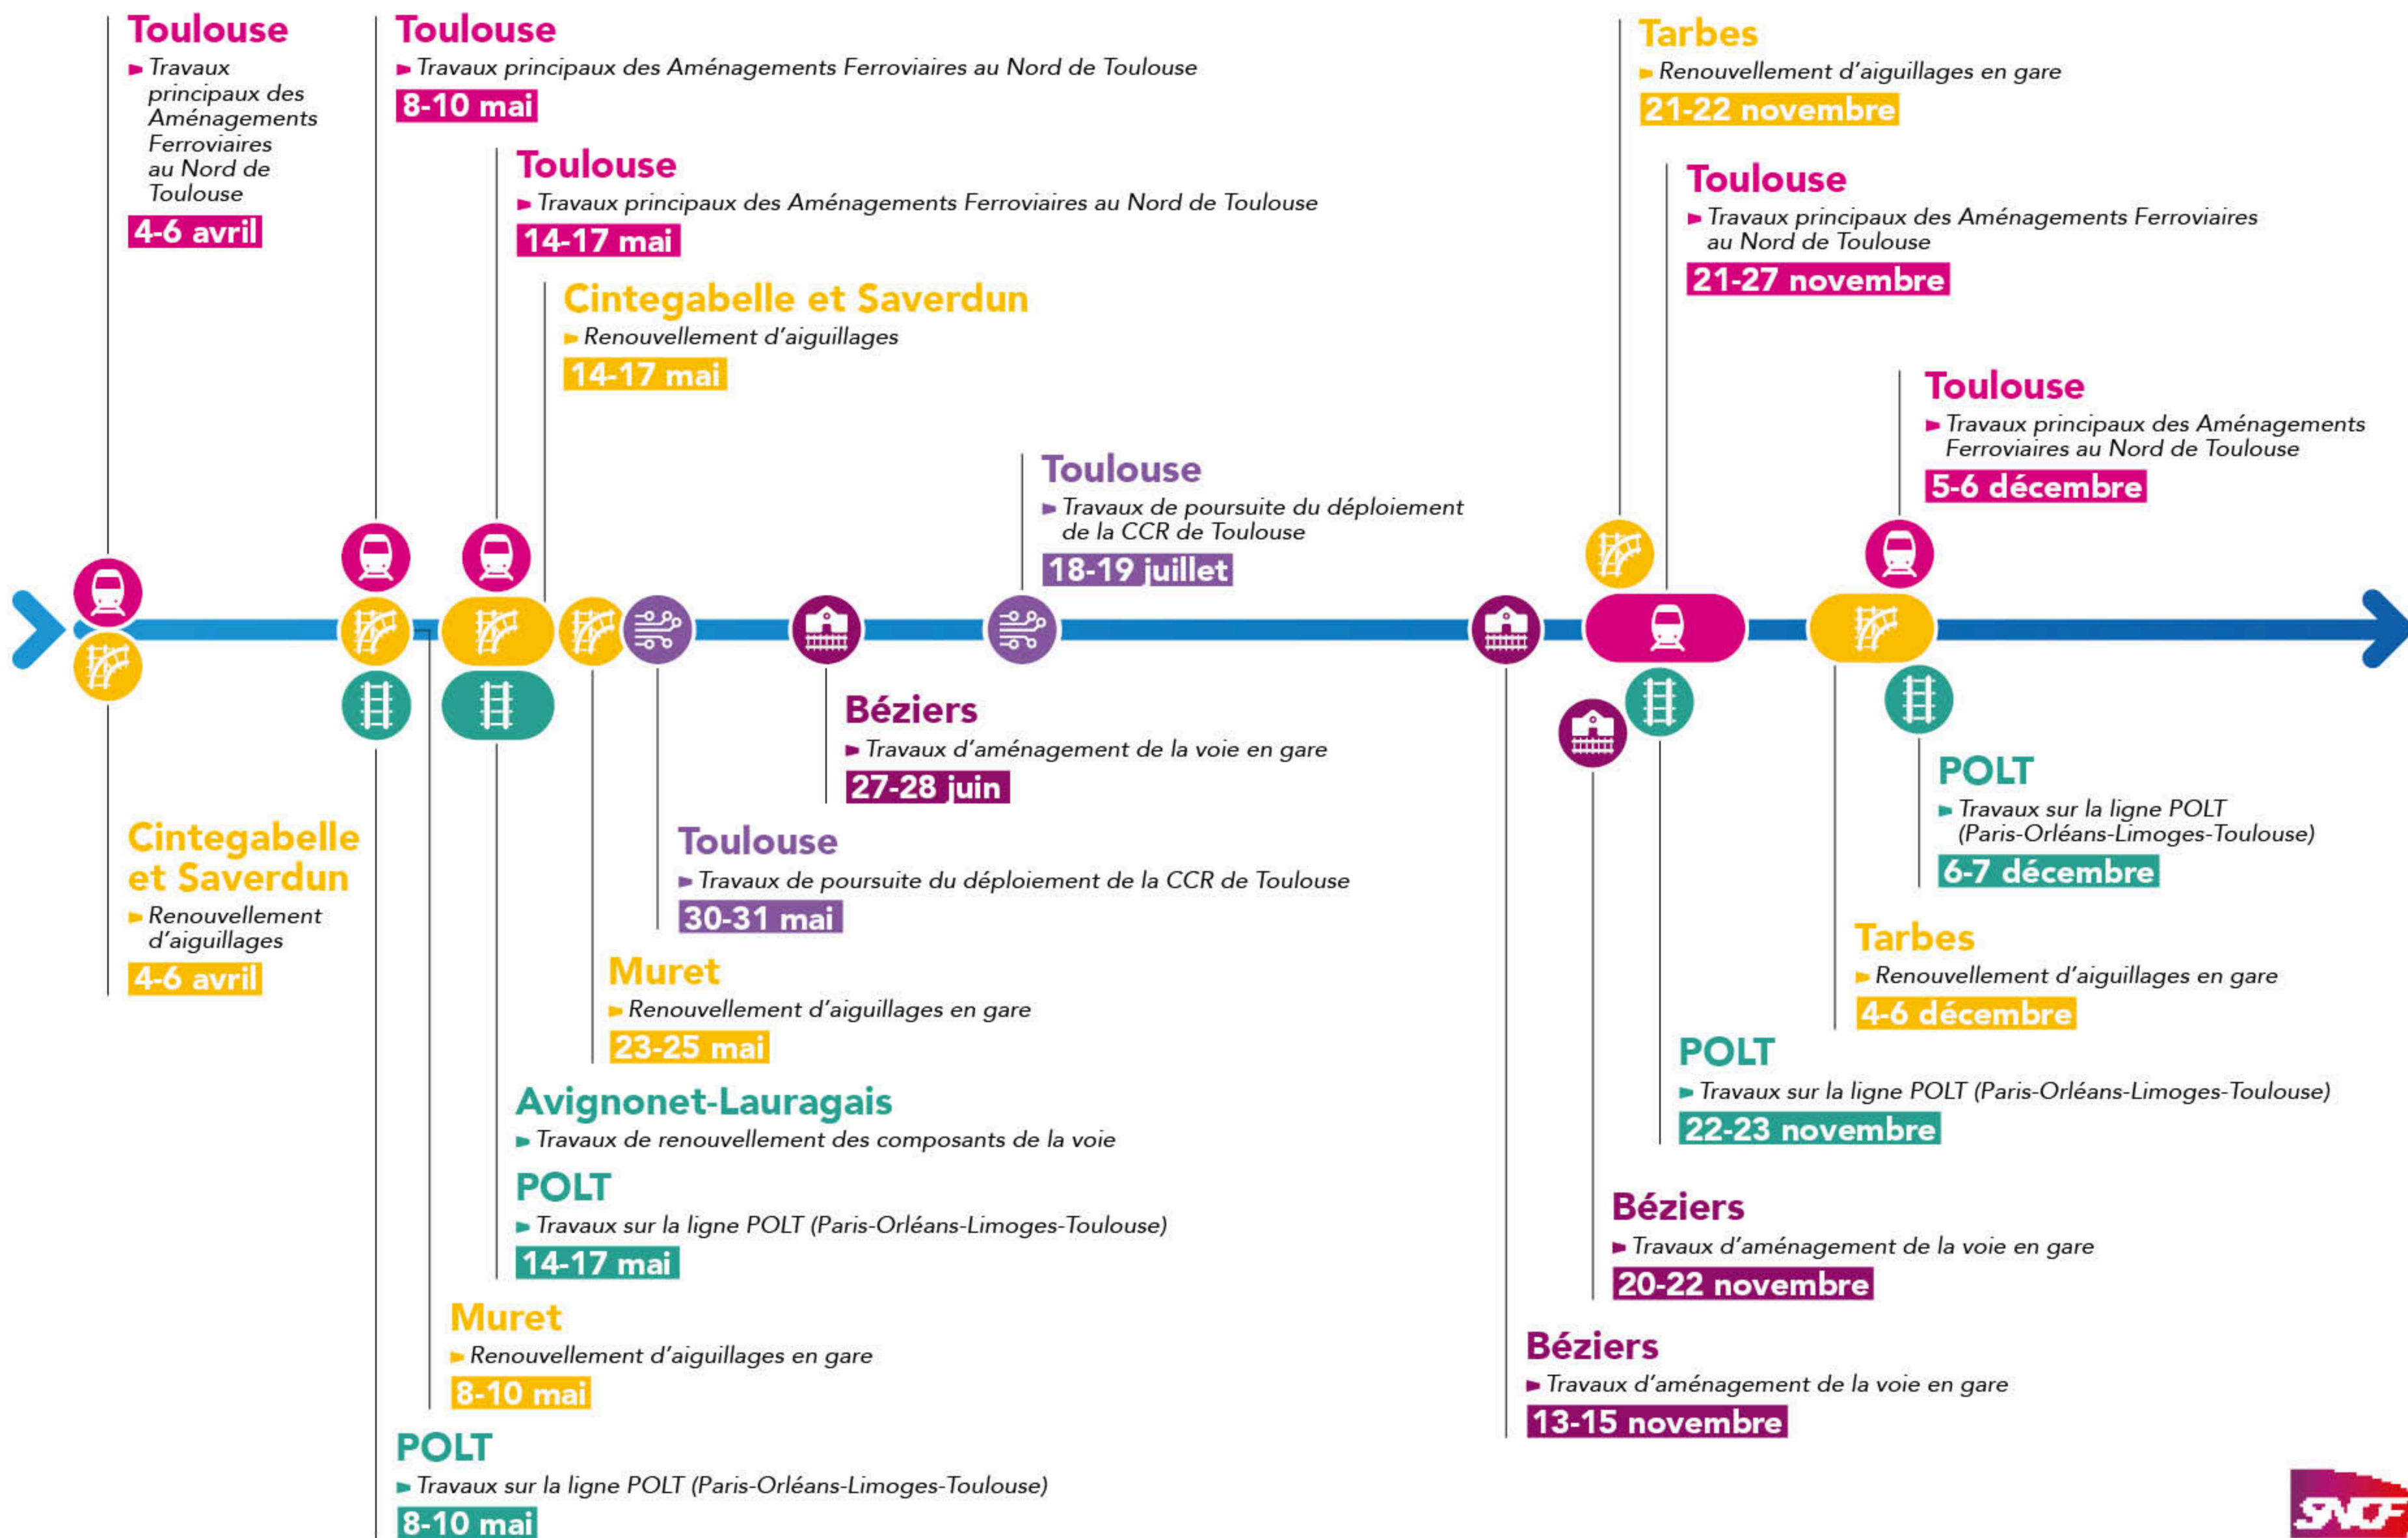 Toulouse
Travaux
principaux des
Aménagements
Ferroviaires
au Nord de
Toulouse
4-6 avril
Toulouse
Travaux principaux des Aménagements Ferroviaires au Nord de Toulouse
8-10 mai
Toulouse
Travaux principaux des Aménagements Ferroviaires au Nord de Toulouse
14-17 mai
Cintegabelle et Saverdun
Renouvellement d'aiguillages
14-17 mai
Toulouse
Travaux de poursuite du déploiement
de la CCR de Toulouse
18-19 juillet
Tarbes
Renouvellement d'aiguillages en gare
21-22 novembre
Toulouse
Travaux principaux des Aménagements Ferroviaires
au Nord de Toulouse
21-27 novembre
Toulouse
Travaux principaux des Aménagements
Ferroviaires au Nord de Toulouse
5-6 décembre
Cintegabelle
et Saverdun
Renouvellement
d'aiguillages
4-6 avril
Béziers
Travaux d'aménagement de la voie en gare
27-28 juin
Toulouse
Travaux de poursuite du déploiement de la CCR de Toulouse
30-31 mai
Muret
Renouvellement d'aiguillages en gare
23-25 mai
Avignonet-Lauragais
Travaux de renouvellement des composants de la voie
POLT
Travaux sur la ligne POLT (Paris-Orléans-Limoges-Toulouse)
14-17 mai
Muret
Renouvellement d'aiguillages en gare
8-10 mai
POLT
Travaux sur la ligne POLT (Paris-Orléans-Limoges-Toulouse)
8-10 mai
POLT
Travaux sur la ligne POLT
(Paris-Orléans-Limoges-Toulouse)
6-7 décembre
Tarbes
Renouvellement d'aiguillages en gare
4-6 décembre
POLT
Travaux sur la ligne POLT (Paris-Orléans-Limoges-Toulouse)
22-23 novembre
Béziers
Travaux d'aménagement de la voie en gare
20-22 novembre
Béziers
Travaux d'aménagement de la voie en gare
13-15 novembre
SNCF